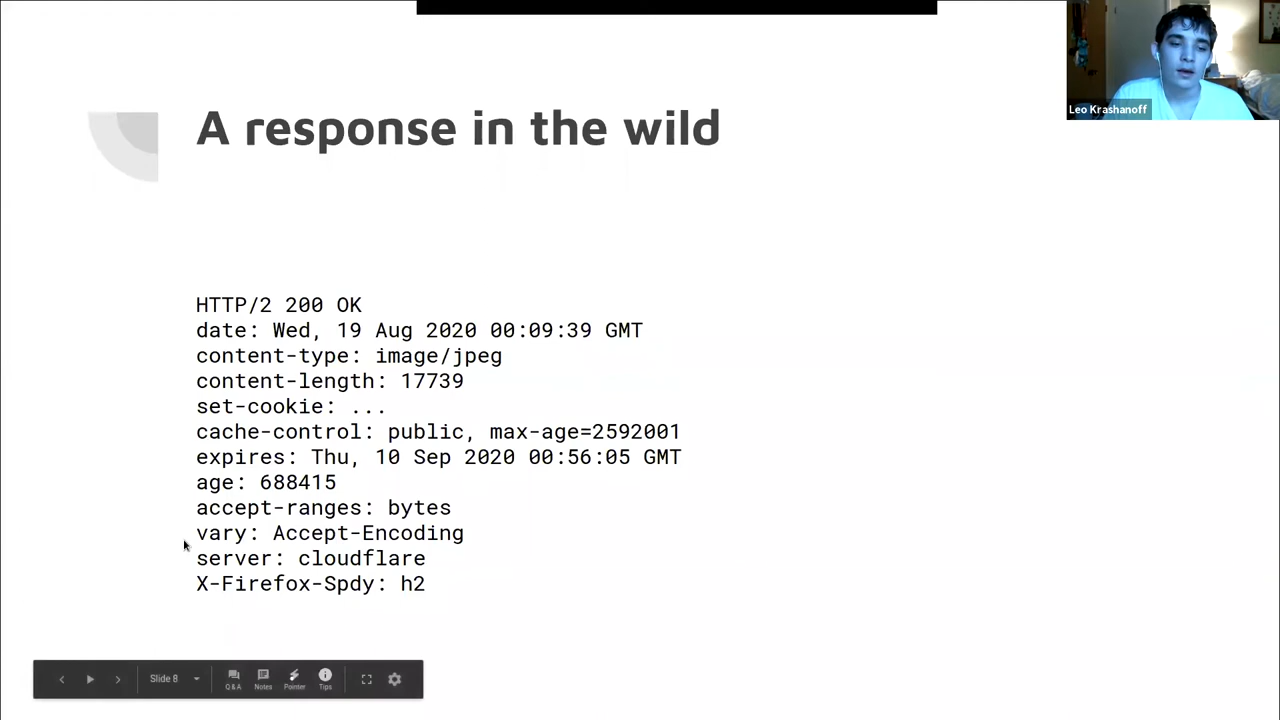 Leo Krashanoff
A response in the wild
HTTP/2 200 OK
date: Wed, 19 Aug 2020 00:09:39 GMT
content-type: image/jpeg
content-length: 17739
set-cookie: ...
cache-control: public, max-age=2592001
expires: Thu, 10 Sep 2020 00:56:05 GMT
age: 688415
accept-ranges: bytes
vary: Accept-Encoding
server: cloudflare
X-Firefox-Spdy: h2
Slide 8
Q & A Notes Pointer Tips